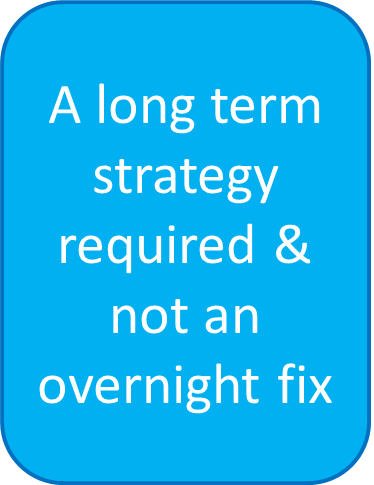 A long term
strategy
required &
not an
overnight fix